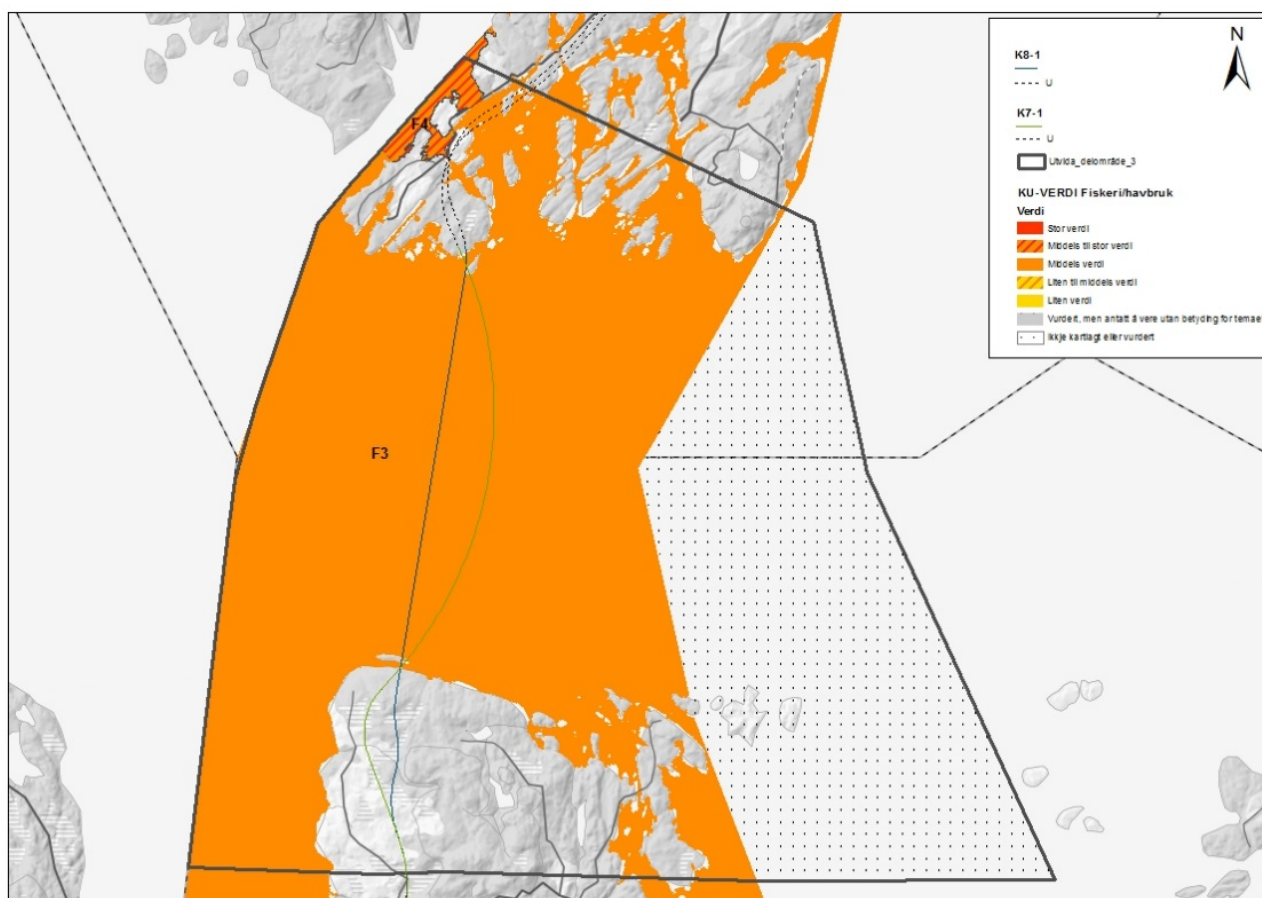 N
K8-1
U
K7-1
U
Utvida_delområde_3
KU-VERDI Fiskeri/havbruk
Verdi
Stor verdi
Middels til stor verdi
Middels verdi
Liten til middels verdi
Liten verdi
Vurdert, men antatt å vere utan betyding for temaet
Ikkje kartlagt eller vurdert
F4
F3